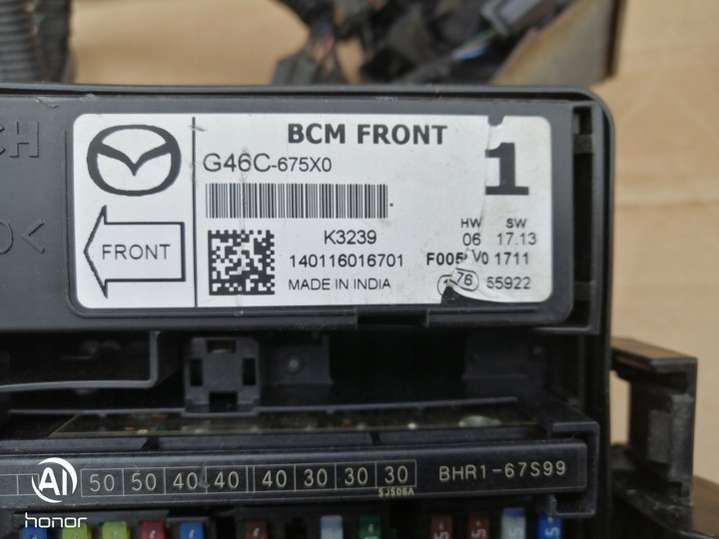 BCM FRONT
1
G46C-675X0
FRONT
K3239
140116016701
MADE IN INDIA
HW SW
06 17.13
1711
76
55922
50 50 40 40 40 30 30 30
BHR1-67S99
SJ506A
AI
honor